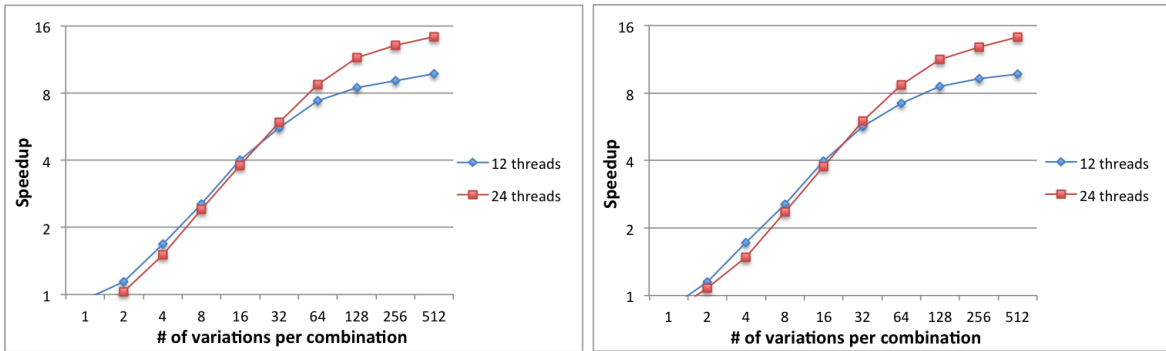 16
8
4
2
1
Speedup
1 2 4 8 16 32 64 128 256 512
# of variations per combination
12 threads
24 threads
16
8
4
2
1
Speedup
1 2 4 8 16 32 64 128 256 512
# of variations per combination
12 threads
24 threads